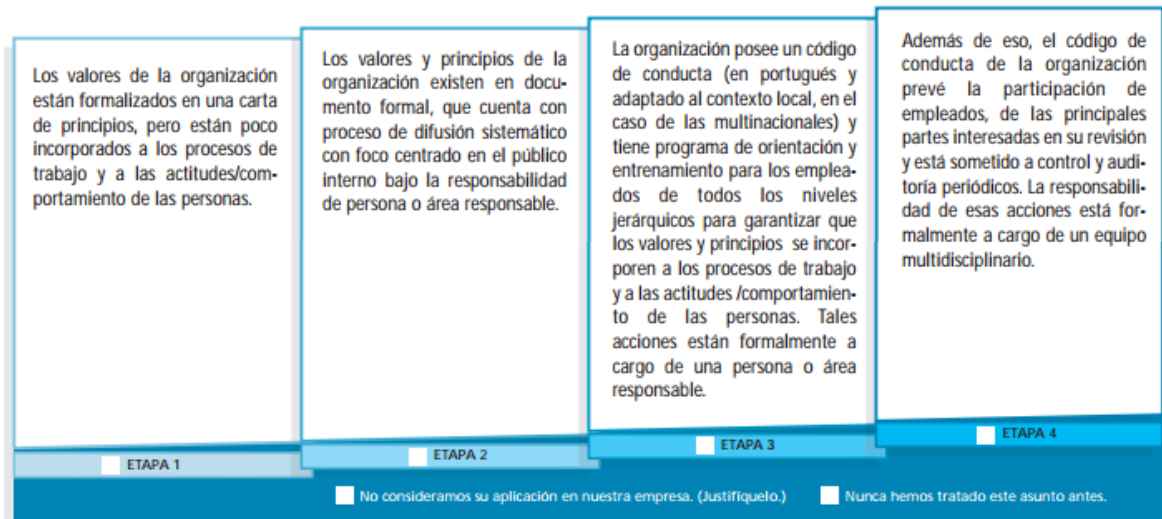 Los valores de la organización
están formalizados en una carta
de principios, pero están poco
incorporados a los procesos de
trabajo y a las actitudes/com-
portamiento de las personas.
ETAPA 1
Los valores y principios de la
organización existen en docu-
mento formal, que cuenta con
proceso de difusión sistemático
con foco centrado en el público
interno bajo la responsabilidad
de persona o área responsable.
ETAPA 2
La organización posee un código
de conducta (en portugués y
adaptado al contexto local, en el
caso de las multinacionales) y
tiene programa de orientación y
entrenamiento para los emplea-
dos de todos los niveles
jerárquicos para garantizar que
los valores y principios se incor-
poren a los procesos de trabajo
y a las actitudes /comportamien-
to de las personas. Tales
acciones están formalmente a
cargo de una persona o área
responsable.
ETAPA 3
Además de eso, el código de
conducta de la organización
prevé la participación de
empleados, de las principales
partes interesadas en su revisión
y está sometido a control y audi-
toría periódicos. La responsabili-
dad de esas acciones está for-
malmente a cargo de un equipo
multidisciplinario.
ETAPA 4
No consideramos su aplicación en nuestra empresa. (Justifíquelo.)
Nunca hemos tratado este asunto antes.